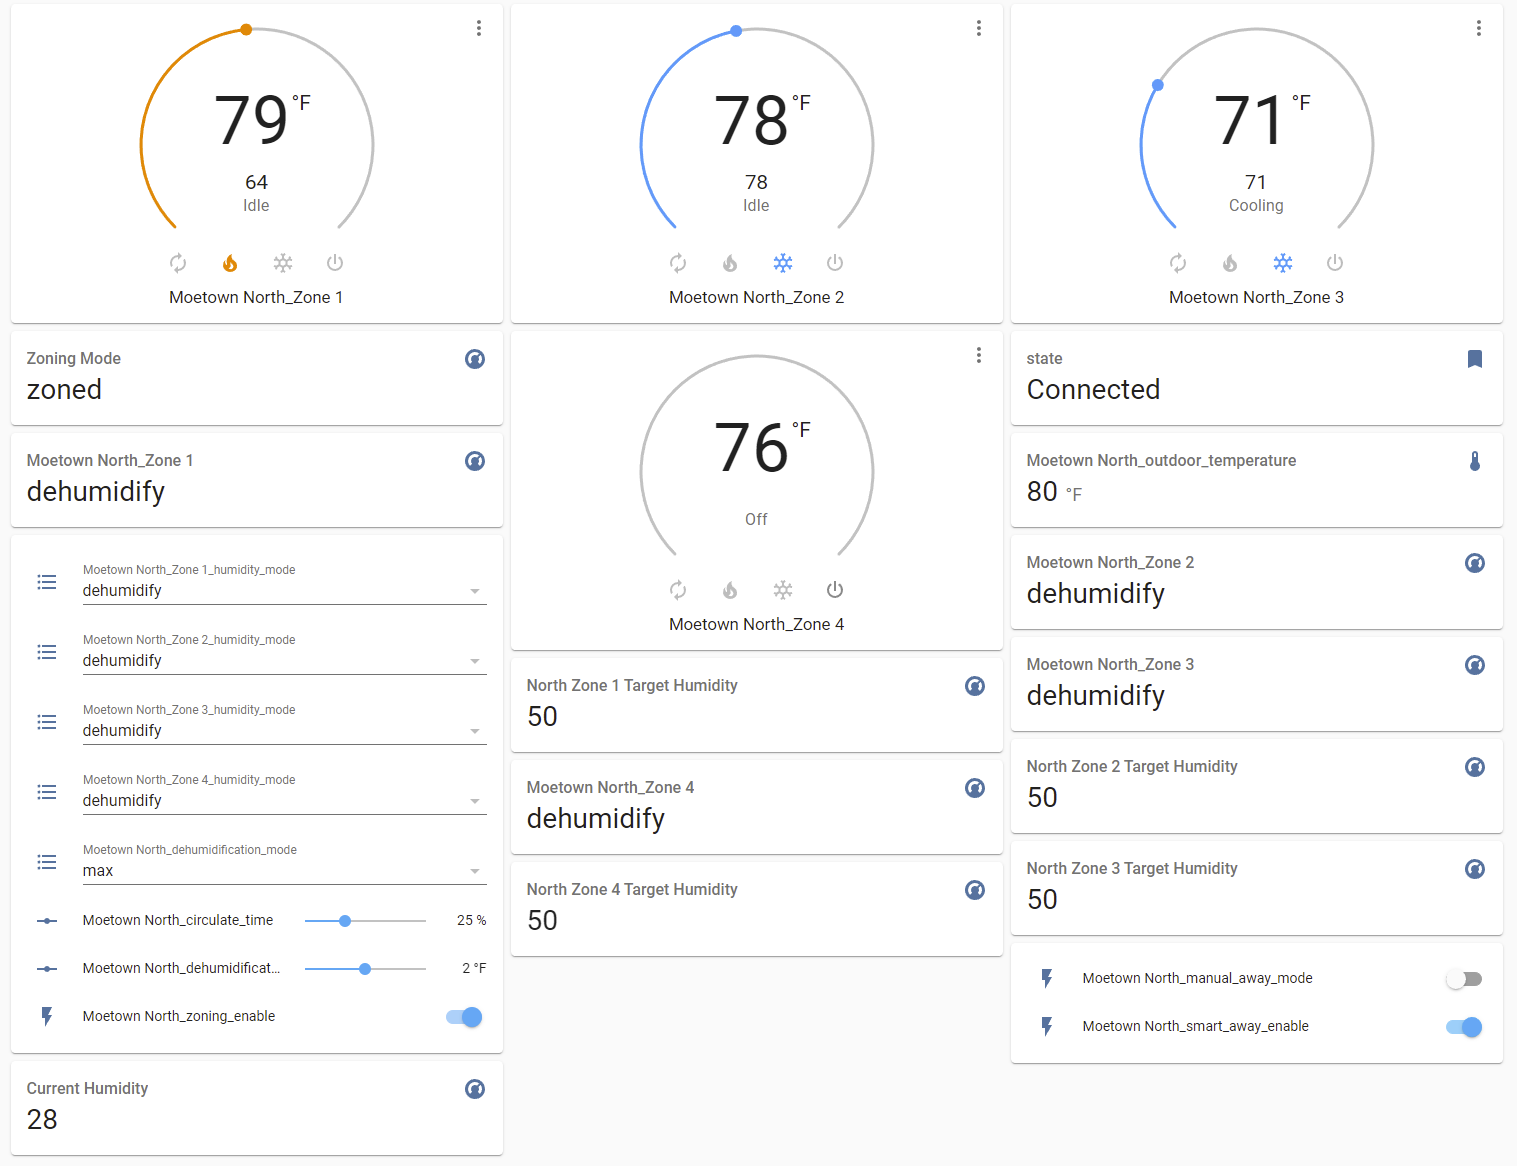 79 °F
64
Idle
Moetown North_Zone 1
78 °F
78
Idle
Moetown North_Zone 2
71 °F
71
Cooling
Moetown North_Zone 3
Zoning Mode
zoned
Moetown North_Zone 1
dehumidify
Moetown North_Zone 1_humidity_mode
dehumidify
Moetown North_Zone 2_humidity_mode
dehumidify
Moetown North_Zone 3_humidity_mode
dehumidify
Moetown North_Zone 4_humidity_mode
dehumidify
Moetown North_dehumidification_mode
max
Moetown North_circulate_time 25 %
Moetown North_dehumidificat... 2 °F
Moetown North_zoning_enable
Current Humidity
28
76 °F
Off
Moetown North_Zone 4
North Zone 1 Target Humidity
50
Moetown North_Zone 4
dehumidify
North Zone 4 Target Humidity
50
state
Connected
Moetown North_outdoor_temperature
80 °F
Moetown North_Zone 2
dehumidify
Moetown North_Zone 3
dehumidify
North Zone 2 Target Humidity
50
North Zone 3 Target Humidity
50
Moetown North_manual_away_mode
Moetown North_smart_away_enable